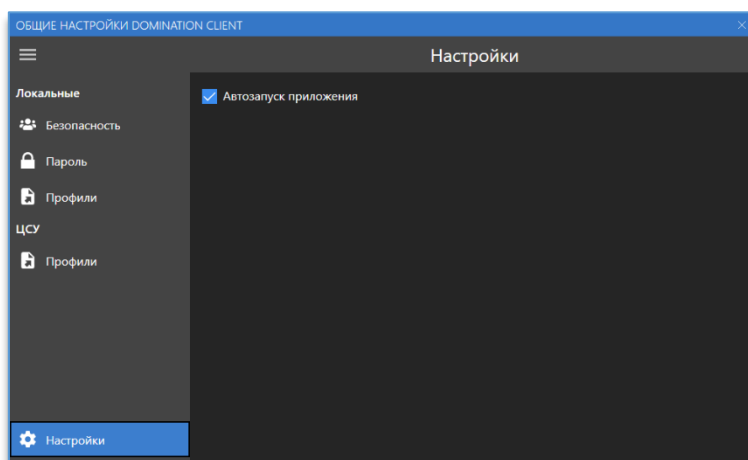 ОБЩИЕ НАСТРОЙКИ DOMINATION CLIENT
Настройки
Локальные
Безопасность
Пароль
Профили
ЦСУ
Профили
Настройки
Автозапуск приложения